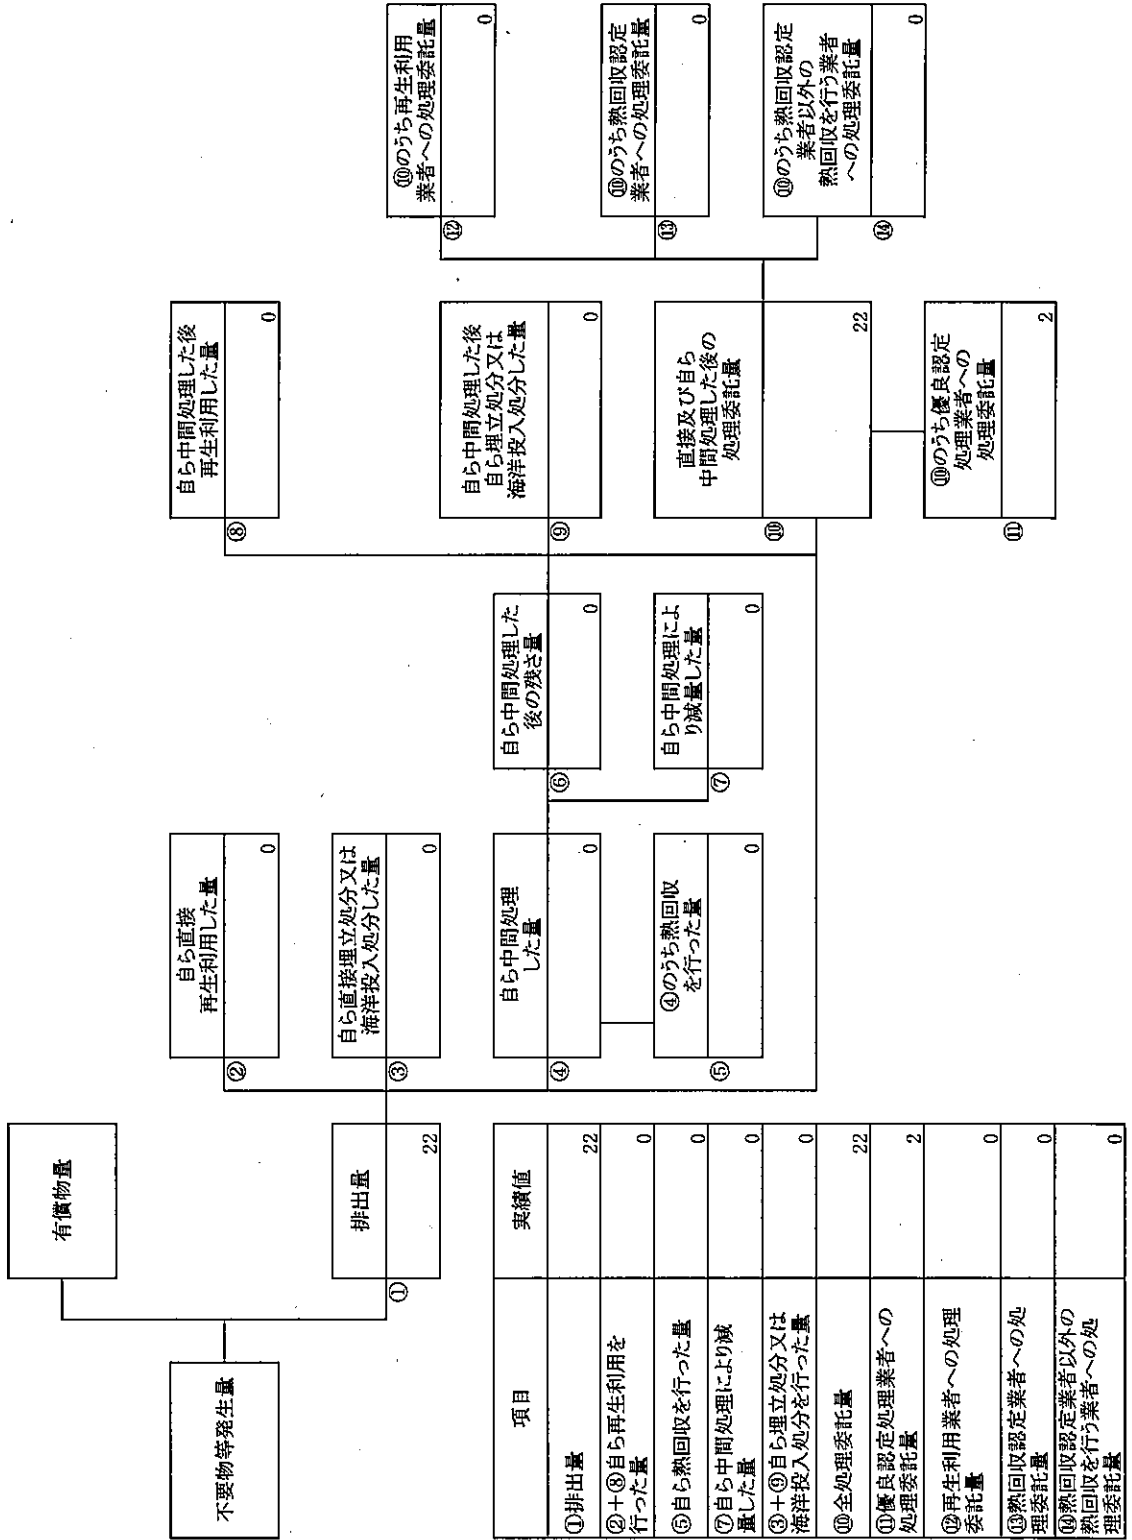 不要物等発生量
有償物量
①
排出量
22
②
自ら直接
再生利用した量
0
③
自ら直接埋立処分又は
海洋投入処分した量
0
④
自ら中間処理
した量
0
⑤
④のうち熱回収
を行った量
0
⑥
自ら中間処理した
後の残さ量
0
⑦
自ら中間処理によ
り減量した量
0
⑧
自ら中間処理した後
再生利用した量
0
⑨
自ら中間処理した後
自ら埋立処分又は
海洋投入処分した量
0
⑩
直接及び自ら
中間処理した後の
処理委託量
22
⑪
⑩のうち優良認定
処理業者への
処理委託量
2
⑫
⑩のうち再生利用
業者への処理委託量
0
⑬
⑩のうち熱回収認定
業者への処理委託量
0
⑭
⑩のうち熱回収認定
業者以外の
熱回収を行う業者
への処理委託量
0
項目 実績値
①排出量 22
②+⑧自ら再生利用を
行った量 0
⑤自ら熱回収を行った量 0
⑦自ら中間処理により減
量した量 0
③+⑨自ら埋立処分又は
海洋投入処分を行った量 0
⑩全処理委託量 22
⑪優良認定処理業者への
処理委託量 2
⑫再生利用業者への処理
委託量 0
⑬熱回収認定業者への処
理委託量 0
⑭熱回収認定業者以外の
熱回収を行う業者への処
理委託量 0